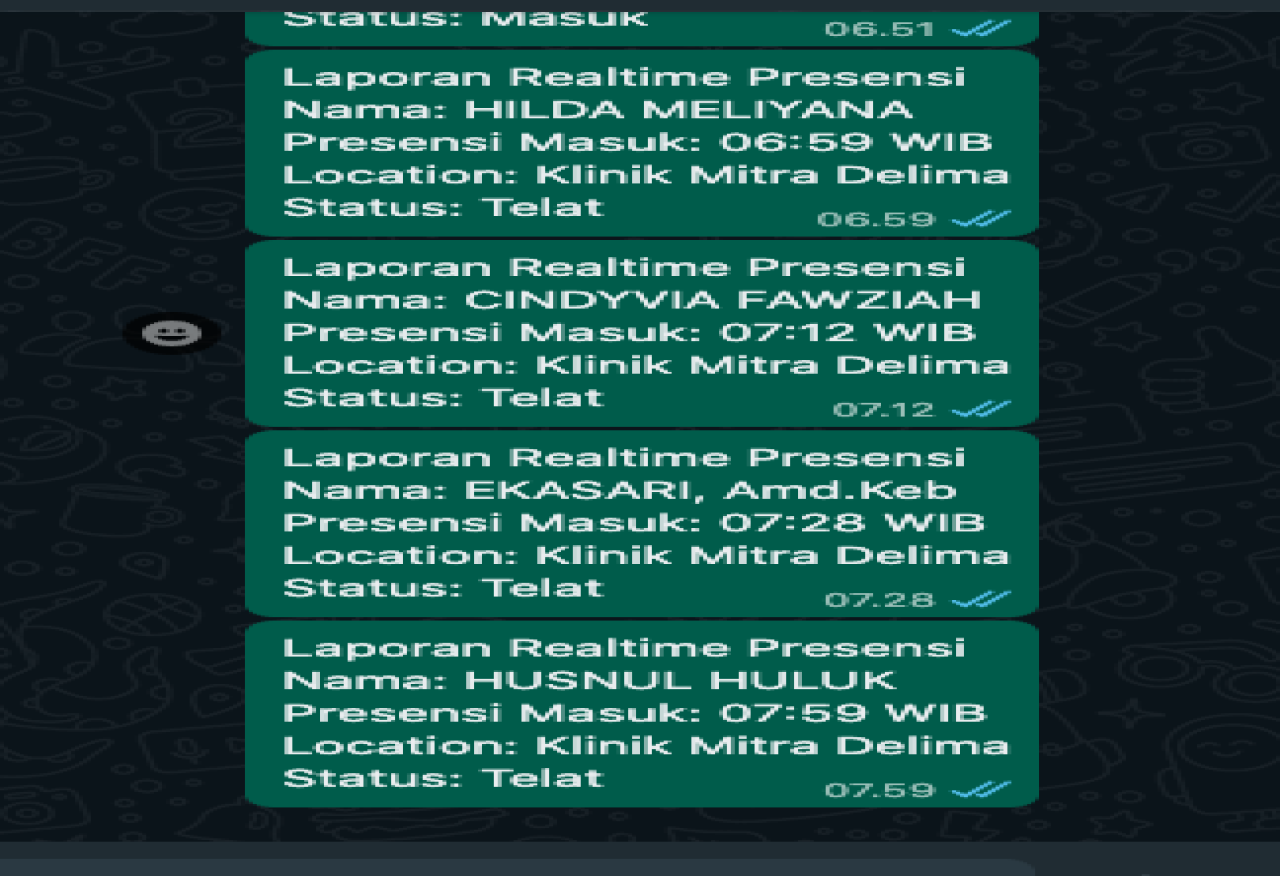 Status: Masuk
06.51
Laporan Realtime Presensi
Nama: HILDA MELIYANA
Presensi Masuk: 06:59 WIB
Location: Klinik Mitra Delima
Status: Telat
06.59
Laporan Realtime Presensi
Nama: CINDYVIA FAWZIAH
Presensi Masuk: 07:12 WIB
Location: Klinik Mitra Delima
Status: Telat
07.12
Laporan Realtime Presensi
Nama: EKASARI, Amd.Keb
Presensi Masuk: 07:28 WIB
Location: Klinik Mitra Delima
Status: Telat
07.28
Laporan Realtime Presensi
Nama: HUSNUL HULUK
Presensi Masuk: 07:59 WIB
Location: Klinik Mitra Delima
Status: Telat
07.59